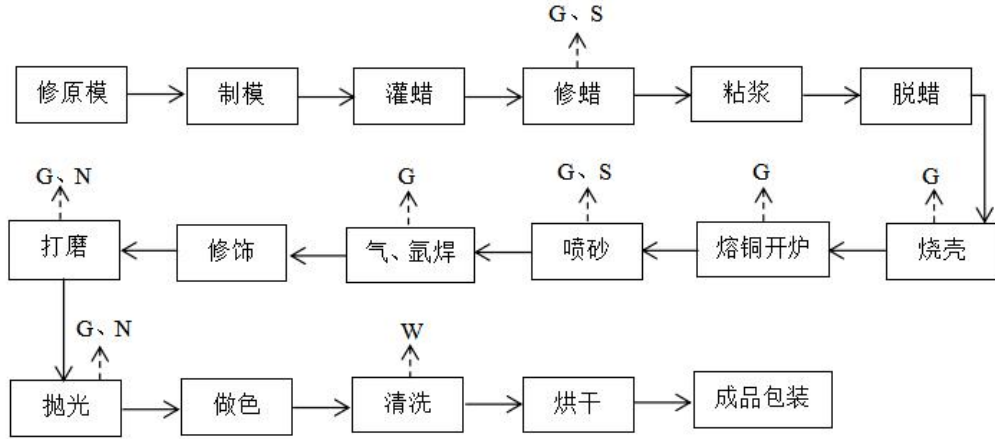 G、S
修原模 制模 灌蜡 修蜡 粘浆 脱蜡
G、N G G、S G G
打磨 修饰 气、氩焊 喷砂 熔铜开炉 烧壳
G、N W
抛光 做色 清洗 烘干 成品包装